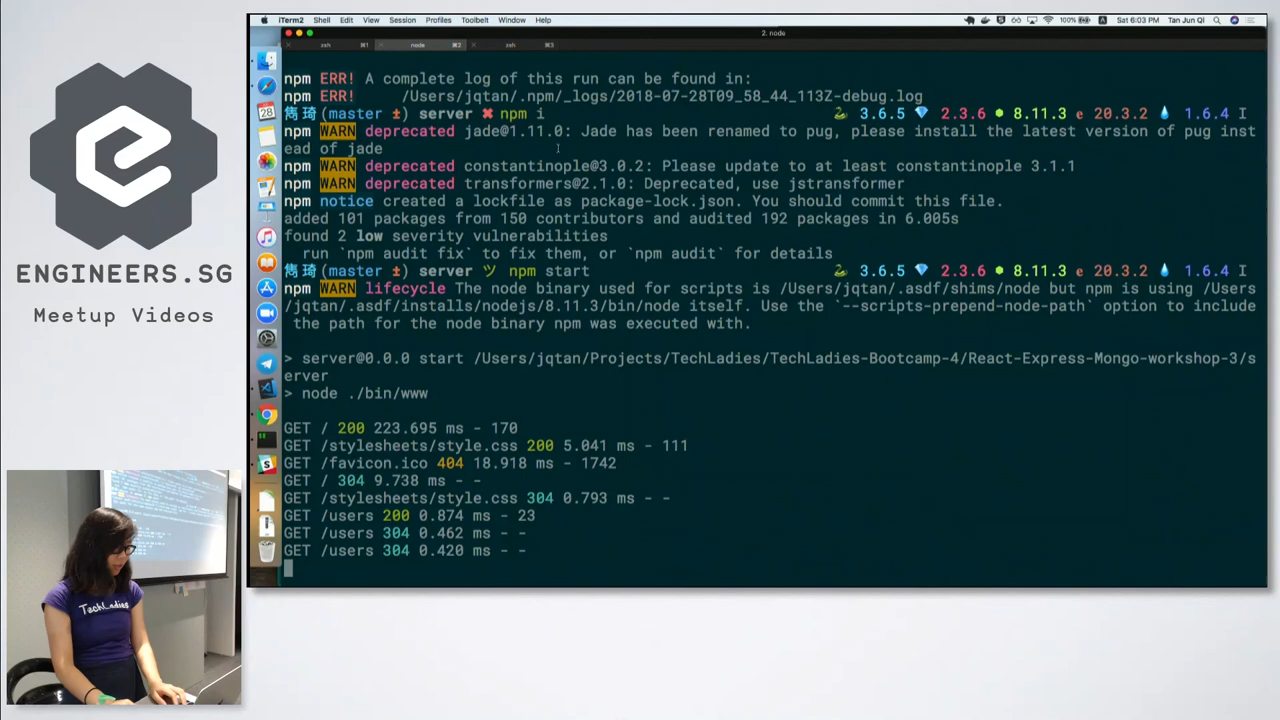 iTerm2 Shell Edit View Session Profiles Toolbelt Window Help
100% Sat 6:03 PM Tan Jun Qi
2. node
zsh ⌘1 node ⌘2 zsh ⌘3
npm ERR! A complete log of this run can be found in:
npm ERR!     /Users/jqtan/.npm/_logs/2018-07-28T09_58_44_113Z-debug.log
隽琦(master ±) server ✖ npm i 3.6.5 2.3.6 8.11.3 e 20.3.2 1.6.4 I
npm WARN deprecated jade@1.11.0: Jade has been renamed to pug, please install the latest version of pug inst
ead of jade
npm WARN deprecated constantinople@3.0.2: Please update to at least constantinople 3.1.1
npm WARN deprecated transformers@2.1.0: Deprecated, use jstransformer
npm notice created a lockfile as package-lock.json. You should commit this file.
added 101 packages from 150 contributors and audited 192 packages in 6.005s
found 2 low severity vulnerabilities
  run `npm audit fix` to fix them, or `npm audit` for details
隽琦(master ±) server ツ npm start 3.6.5 2.3.6 8.11.3 e 20.3.2 1.6.4 I
npm WARN lifecycle The node binary used for scripts is /Users/jqtan/.asdf/shims/node but npm is using /Users
/jqtan/.asdf/installs/nodejs/8.11.3/bin/node itself. Use the `--scripts-prepend-node-path` option to include
 the path for the node binary npm was executed with.
> server@0.0.0 start /Users/jqtan/Projects/TechLadies/TechLadies-Bootcamp-4/React-Express-Mongo-workshop-3/s
erver
> node ./bin/www
GET / 200 223.695 ms - 170
GET /stylesheets/style.css 200 5.041 ms - 111
GET /favicon.ico 404 18.918 ms - 1742
GET / 304 9.738 ms - -
GET /stylesheets/style.css 304 0.793 ms - -
GET /users 200 0.874 ms - 23
GET /users 304 0.462 ms - -
GET /users 304 0.420 ms - -
ENGINEERS.SG
Meetup Videos
TechLadies